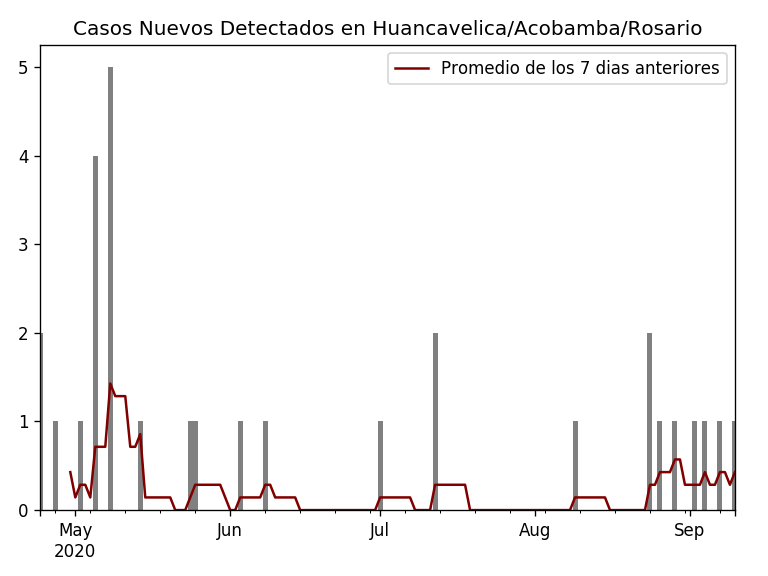 Casos Nuevos Detectados en Huancavelica/Acobamba/Rosario
Promedio de los 7 dias anteriores
5
4
3
2
1
0
May Jun Jul Aug Sep
2020